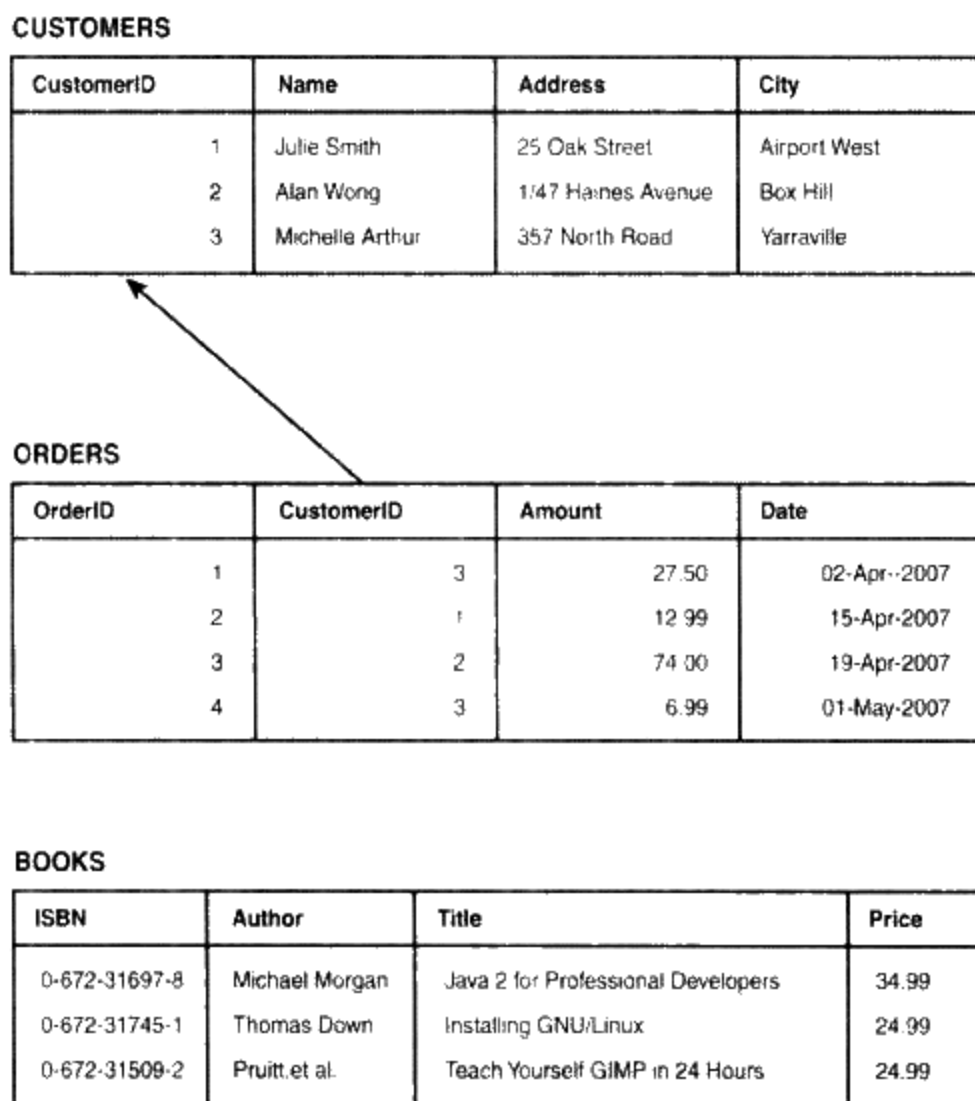 CUSTOMERS
CustomerID Name Address City
1 Julie Smith 25 Oak Street Airport West
2 Alan Wong 1/47 Haines Avenue Box Hill
3 Michelle Arthur 357 North Road Yarraville
ORDERS
OrderID CustomerID Amount Date
1 3 27.50 02-Apr--2007
2 1 12.99 15-Apr-2007
3 2 74.00 19-Apr-2007
4 3 6.99 01-May-2007
BOOKS
ISBN Author Title Price
0-672-31697-8 Michael Morgan Java 2 for Professional Developers 34.99
0-672-31745-1 Thomas Down Installing GNU/Linux 24.99
0-672-31509-2 Pruitt.et al. Teach Yourself GIMP in 24 Hours 24.99